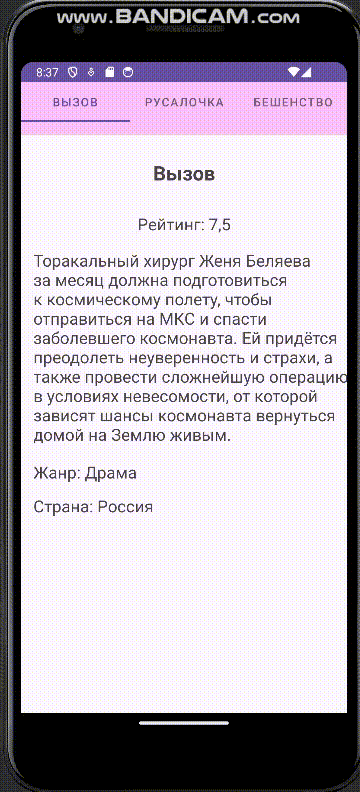 www.BANDICAM.com
8:37
ВЫЗОВ РУСАЛОЧКА БЕШЕНСТВО
Вызов
Рейтинг: 7,5
Торакальный хирург Женя Беляева
за месяц должна подготовиться
к космическому полету, чтобы
отправиться на МКС и спасти
заболевшего космонавта. Ей придётся
преодолеть неуверенность и страхи, а
также провести сложнейшую операцию
в условиях невесомости, от которой
зависят шансы космонавта вернуться
домой на Землю живым.
Жанр: Драма
Страна: Россия